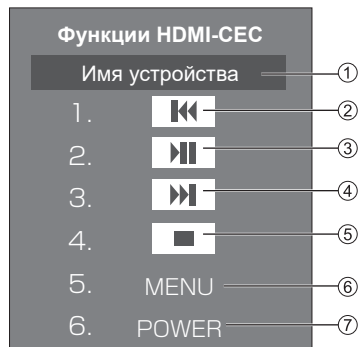 Функции HDMI-CEC
Имя устройства ①
1. ②
2. ③
3. ④
4. ⑤
5. MENU ⑥
6. POWER ⑦